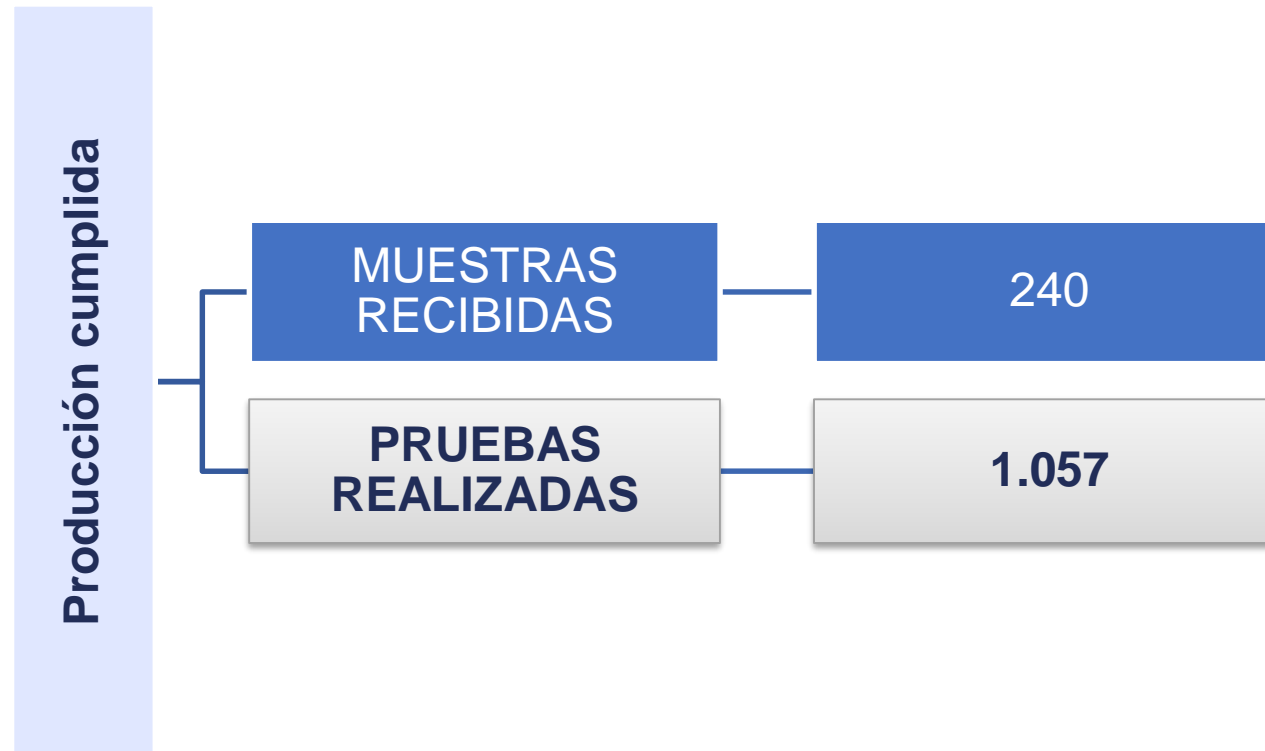 Producción cumplida
MUESTRAS
RECIBIDAS
240
PRUEBAS
REALIZADAS
1.057